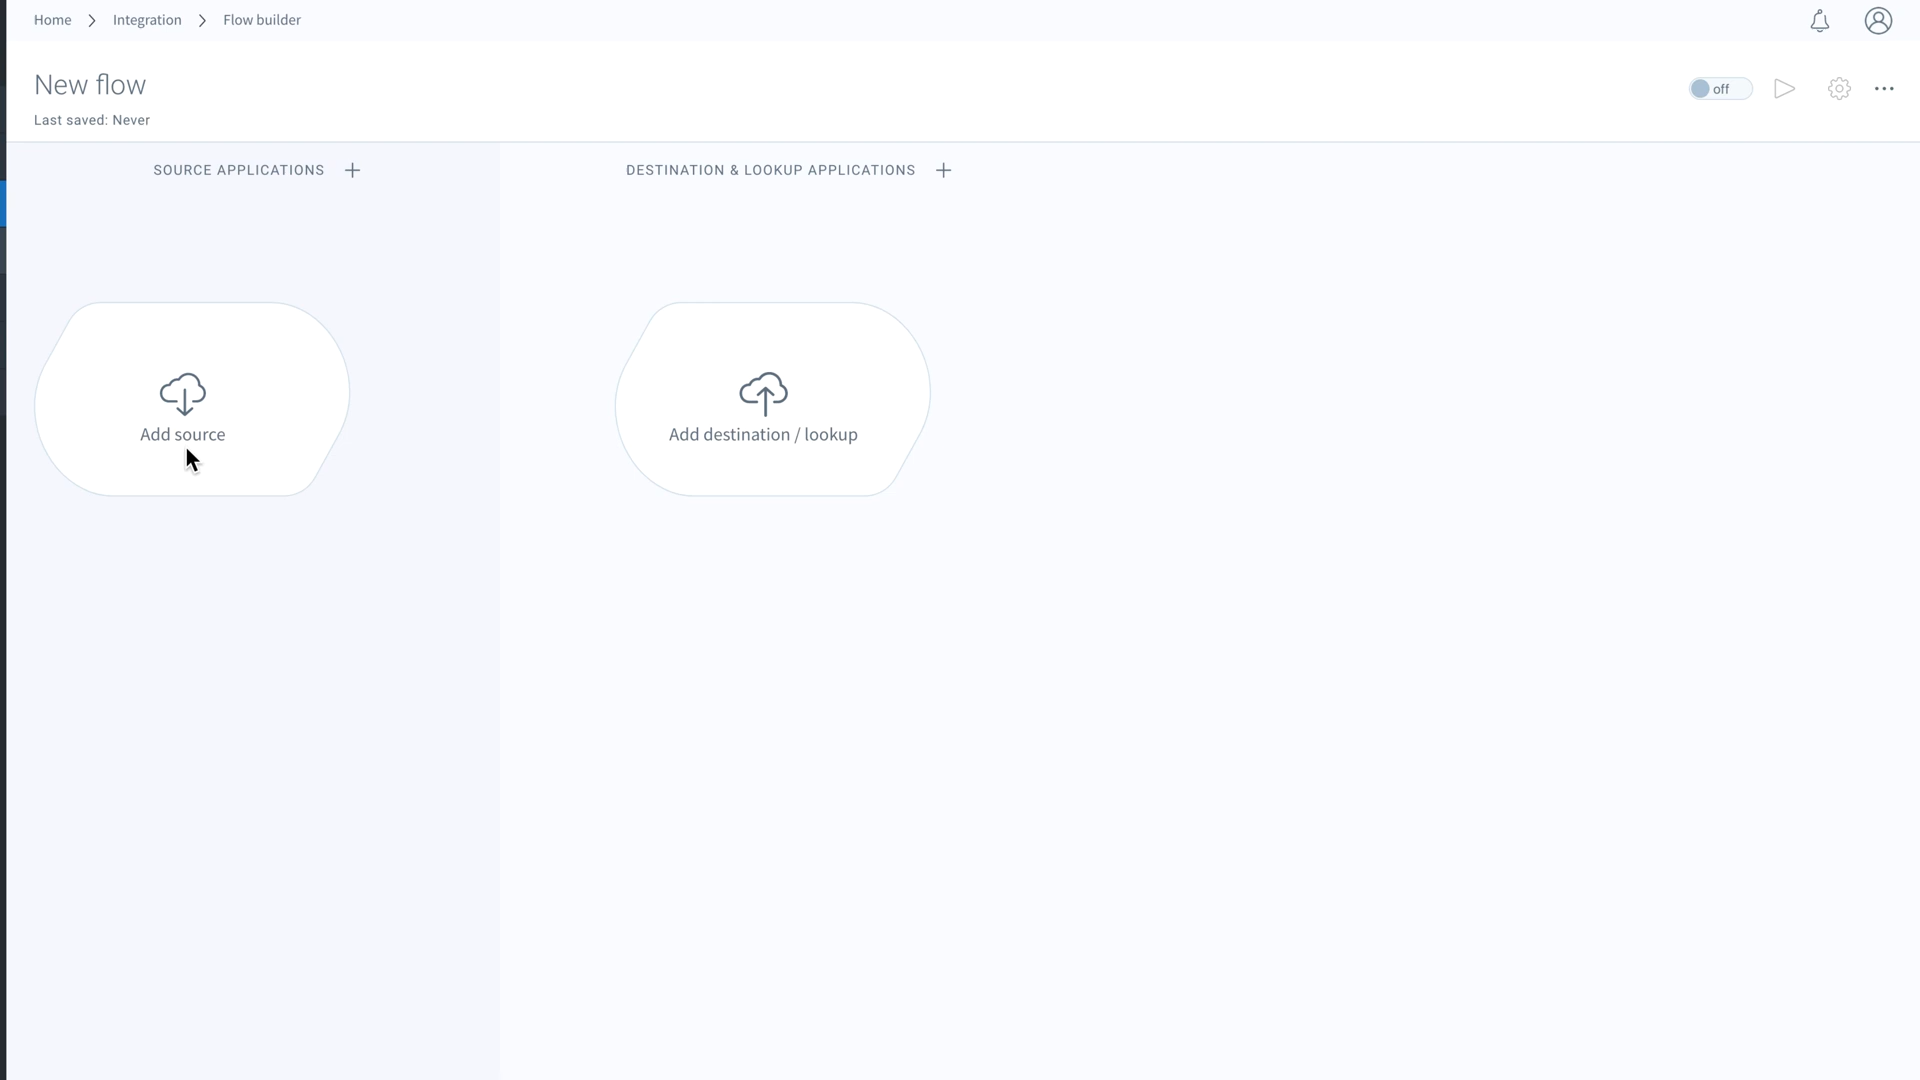 Home
Integration
Flow builder
New flow
Last saved: Never
off
SOURCE APPLICATIONS
DESTINATION & LOOKUP APPLICATIONS
Add source
Add destination / lookup